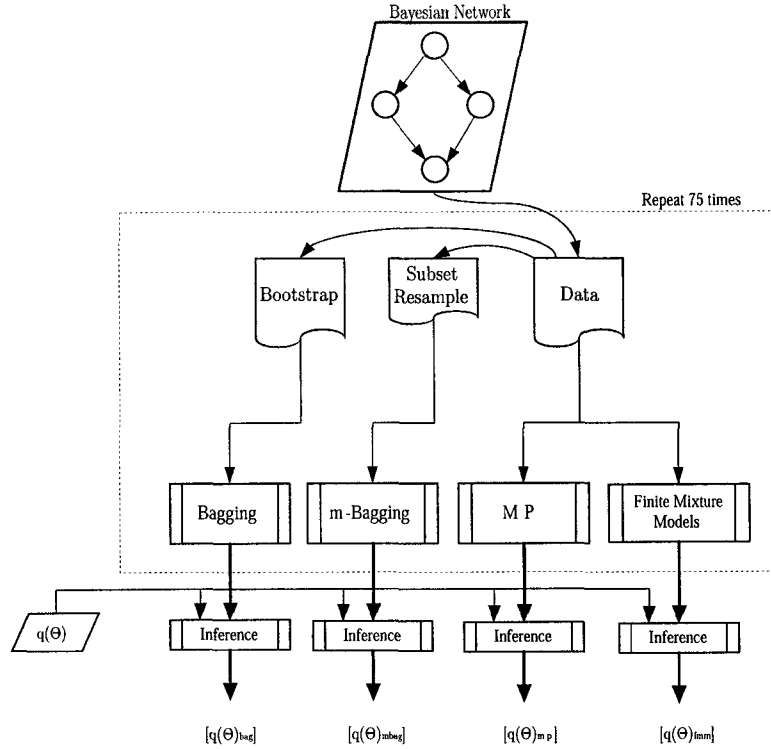 Bayesian Network
Repeat 75 times
Bootstrap
Subset
Resample
Data
Bagging
m-Bagging
M P
Finite Mixture
Models
q(Θ)
Inference
Inference
Inference
Inference
[q(Θ)bag]
[q(Θ)mbag]
[q(Θ)mp]
[q(Θ)fmm]